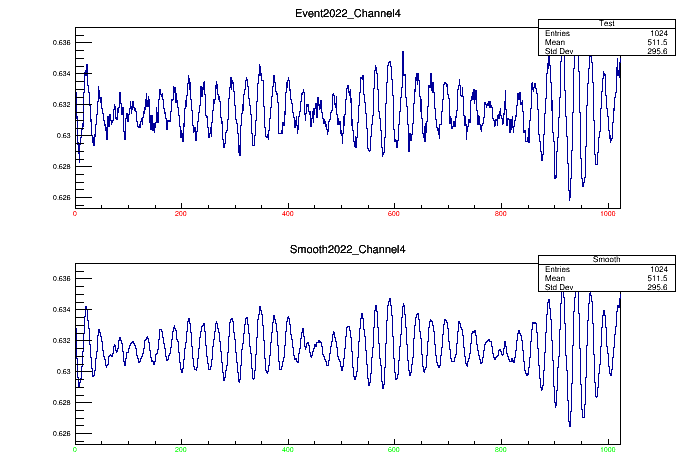 Event2022_Channel4
Test
Entries 1024
Mean 511.5
Std Dev 295.6
0.636
0.634
0.632
0.63
0.628
0.626
0 200 400 600 800 1000
Smooth2022_Channel4
Smooth
Entries 1024
Mean 511.5
Std Dev 295.6
0.636
0.634
0.632
0.63
0.628
0.626
0 200 400 600 800 1000